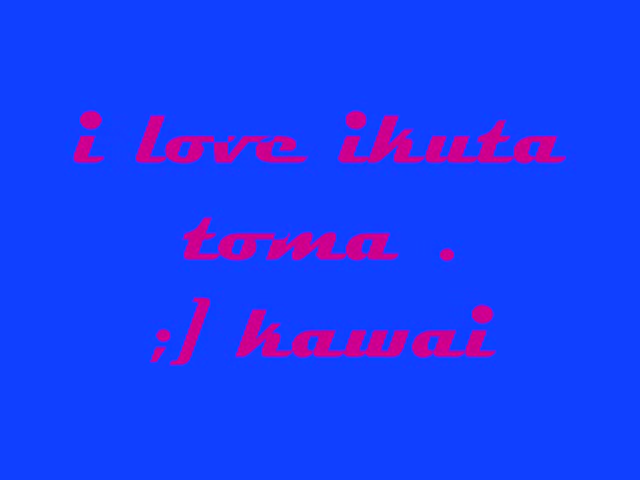 i love ikuta
toma .
;] kawai